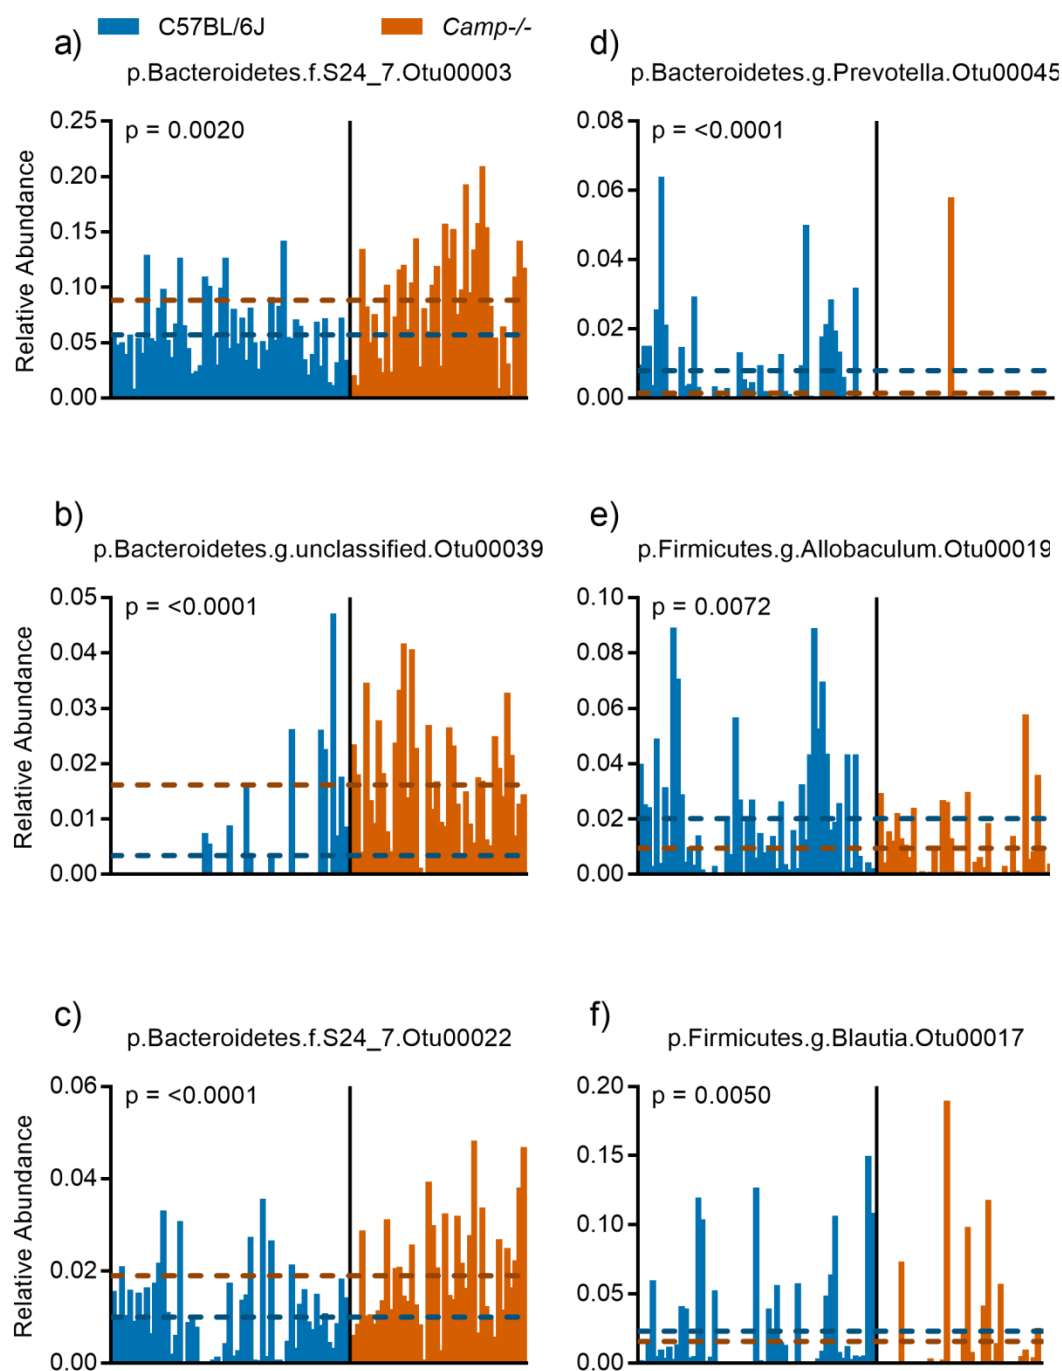 C57BL/6J
Camp-/-
a)
p.Bacteroidetes.f.S24_7.Otu00003
p = 0.0020
0.25
0.20
0.15
0.10
0.05
0.00
Relative Abundance
d)
p.Bacteroidetes.g.Prevotella.Otu00045
p = <0.0001
0.08
0.06
0.04
0.02
0.00
b)
p.Bacteroidetes.g.unclassified.Otu00039
p = <0.0001
0.05
0.04
0.03
0.02
0.01
0.00
Relative Abundance
e)
p.Firmicutes.g.Allobaculum.Otu00019
p = 0.0072
0.10
0.08
0.06
0.04
0.02
0.00
c)
p.Bacteroidetes.f.S24_7.Otu00022
p = <0.0001
0.06
0.04
0.02
0.00
Relative Abundance
f)
p.Firmicutes.g.Blautia.Otu00017
p = 0.0050
0.20
0.15
0.10
0.05
0.00